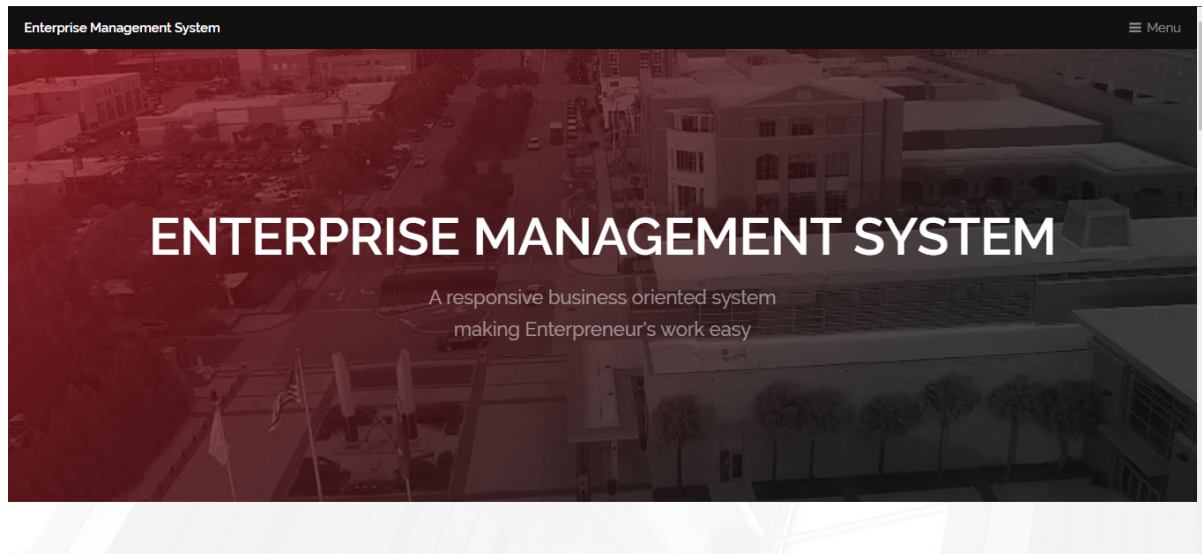 Enterprise Management System
Menu
ENTERPRISE MANAGEMENT SYSTEM
A responsive business oriented system
making Enterpreneur's work easy